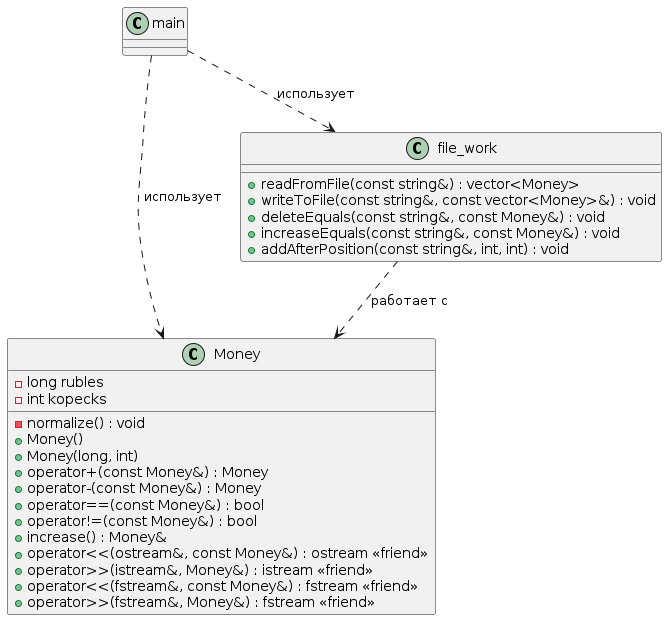 C main
использует
C file_work
readFromFile(const string&) : vector<Money>
writeToFile(const string&, const vector<Money>&) : void
deleteEquals(const string&, const Money&) : void
increaseEquals(const string&, const Money&) : void
addAfterPosition(const string&, int, int) : void
использует
работает с
C Money
long rubles
int kopecks
normalize() : void
Money()
Money(long, int)
operator+(const Money&) : Money
operator-(const Money&) : Money
operator==(const Money&) : bool
operator!=(const Money&) : bool
increase() : Money&
operator<<(ostream&, const Money&) : ostream «friend»
operator>>(istream&, Money&) : istream «friend»
operator<<(fstream&, const Money&) : fstream «friend»
operator>>(fstream&, Money&) : fstream «friend»